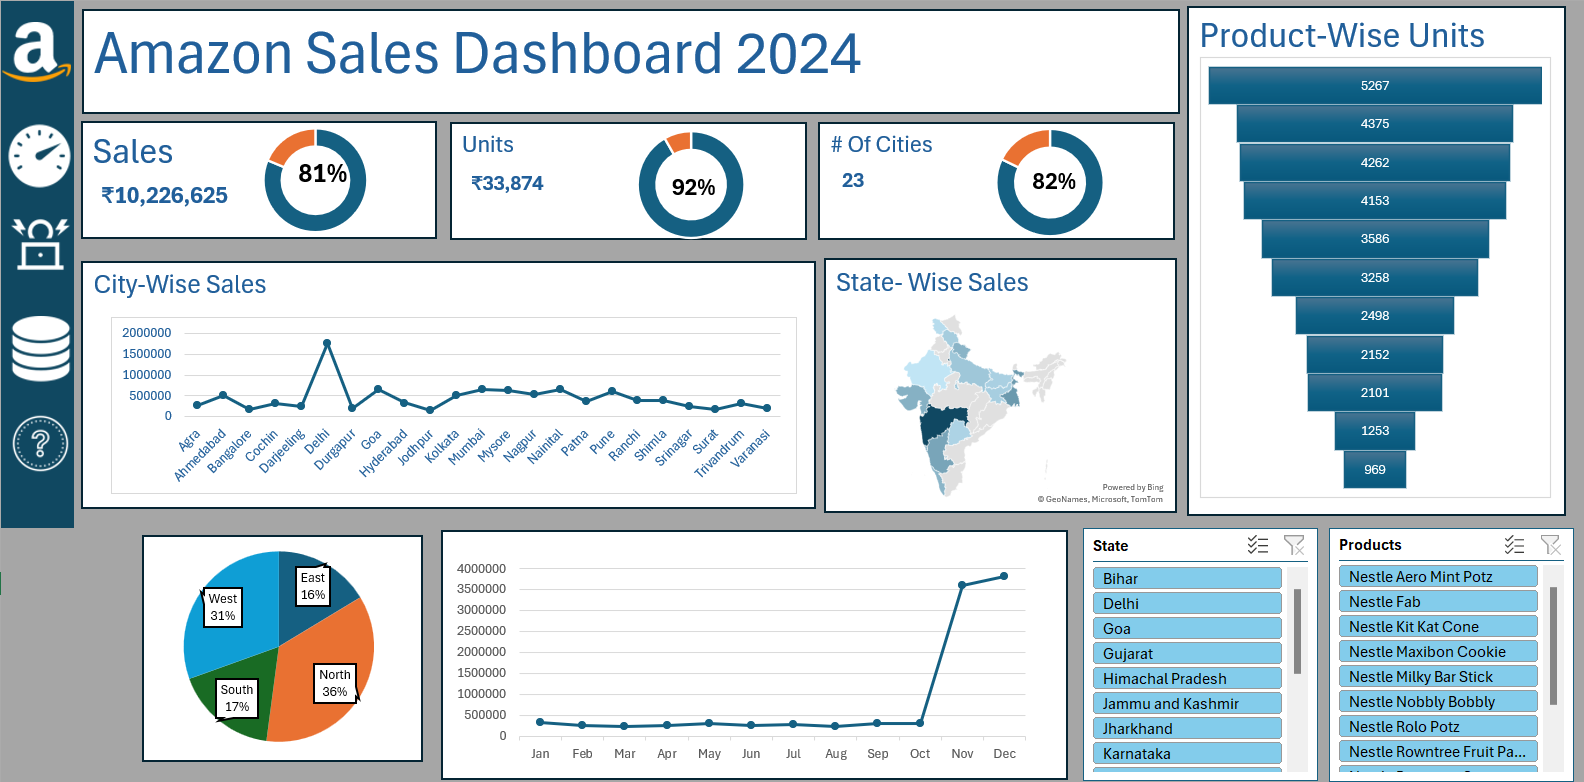 a
Amazon Sales Dashboard 2024
Sales
₹10,226,625
81%
Units
₹33,874
92%
# Of Cities
23
82%
Product-Wise Units
5267
4375
4262
4153
3586
3258
2498
2152
2101
1253
969
City-Wise Sales
2000000
1500000
1000000
500000
0
Agra
Ahmedabad
Bangalore
Cochin
Darjeeling
Delhi
Durgapur
Goa
Hyderabad
Jodhpur
Kolkata
Mumbai
Mysore
Nagpur
Nainital
Patna
Pune
Ranchi
Shimla
Srinagar
Surat
Trivandrum
Varanasi
State- Wise Sales
Powered by Bing
© GeoNames, Microsoft, TomTom
?
East
16%
West
31%
North
36%
South
17%
4000000
3500000
3000000
2500000
2000000
1500000
1000000
500000
0
Jan Feb Mar Apr May Jun Jul Aug Sep Oct Nov Dec
State
Bihar
Delhi
Goa
Gujarat
Himachal Pradesh
Jammu and Kashmir
Jharkhand
Karnataka
Products
Nestle Aero Mint Potz
Nestle Fab
Nestle Kit Kat Cone
Nestle Maxibon Cookie
Nestle Milky Bar Stick
Nestle Nobbly Bobbly
Nestle Rolo Potz
Nestle Rowntree Fruit Pa...